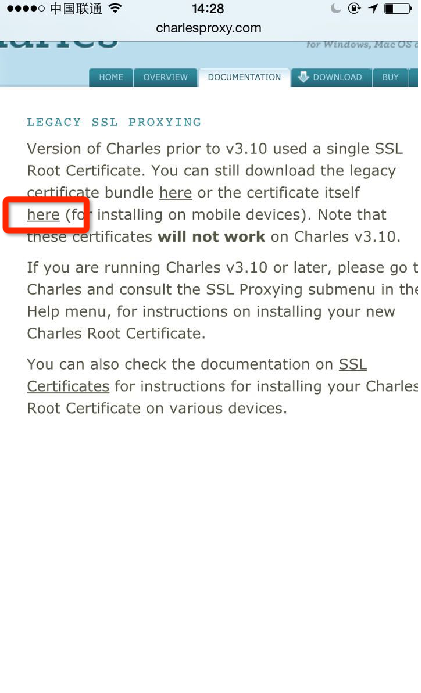 中国联通 14:28
charlesproxy.com
for Windows, Mac OS
HOME OVERVIEW DOCUMENTATION DOWNLOAD BUY
LEGACY SSL PROXYING
Version of Charles prior to v3.10 used a single SSL
Root Certificate. You can still download the legacy
certificate bundle here or the certificate itself
here (for installing on mobile devices). Note that
these certificates will not work on Charles v3.10.
If you are running Charles v3.10 or later, please go t
Charles and consult the SSL Proxying submenu in the
Help menu, for instructions on installing your new
Charles Root Certificate.
You can also check the documentation on SSL
Certificates for instructions for installing your Charles
Root Certificate on various devices.